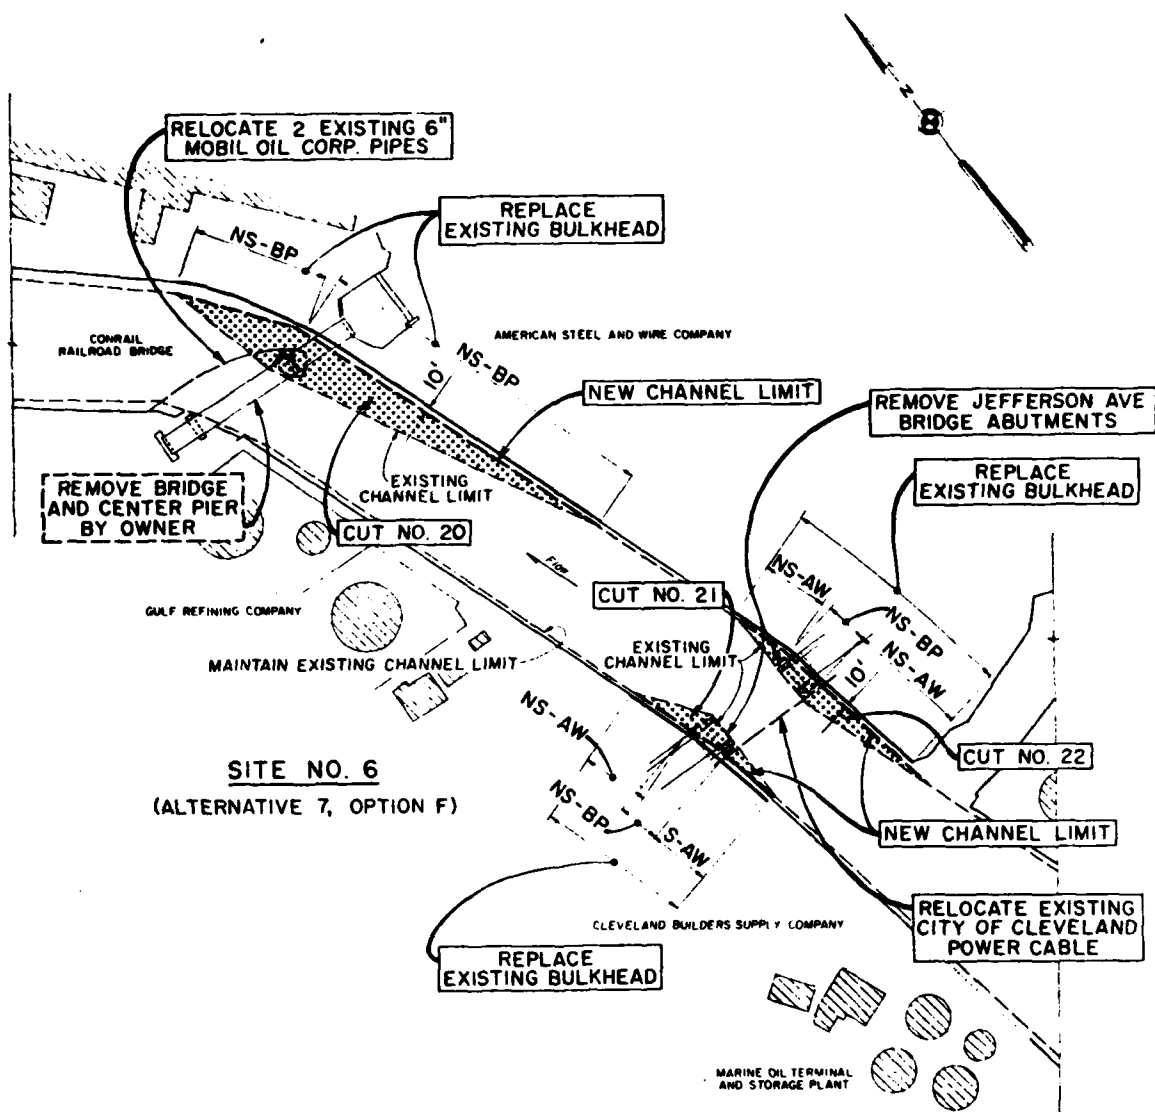 N
RELOCATE 2 EXISTING 6"
MOBIL OIL CORP. PIPES
REPLACE
EXISTING BULKHEAD
NS-BP
CONRAIL
RAILROAD BRIDGE
AMERICAN STEEL AND WIRE COMPANY
NS-BP
10'
NEW CHANNEL LIMIT
REMOVE JEFFERSON AVE
BRIDGE ABUTMENTS
REPLACE
EXISTING BULKHEAD
EXISTING
CHANNEL LIMIT
REMOVE BRIDGE
AND CENTER PIER
BY OWNER
CUT NO. 20
FLOW
CUT NO. 21
NS-AW
NS-BP
NS-AW
10'
GULF REFINING COMPANY
MAINTAIN EXISTING CHANNEL LIMIT
EXISTING
CHANNEL LIMIT
NS-AW
CUT NO. 22
SITE NO. 6
(ALTERNATIVE 7, OPTION F)
NS-BP
S-AW
NEW CHANNEL LIMIT
CLEVELAND BUILDERS SUPPLY COMPANY
RELOCATE EXISTING
CITY OF CLEVELAND
POWER CABLE
REPLACE
EXISTING BULKHEAD
MARINE OIL TERMINAL
AND STORAGE PLANT